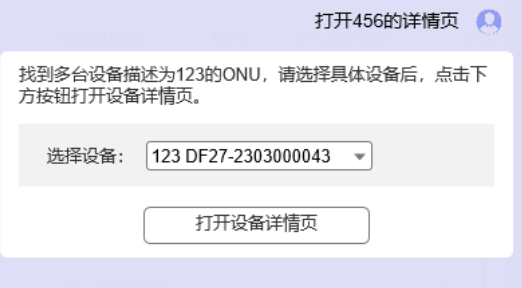 打开456的详情页
找到多台设备描述为123的ONU，请选择具体设备后，点击下
方按钮打开设备详情页。
选择设备： 123 DF27-2303000043
打开设备详情页